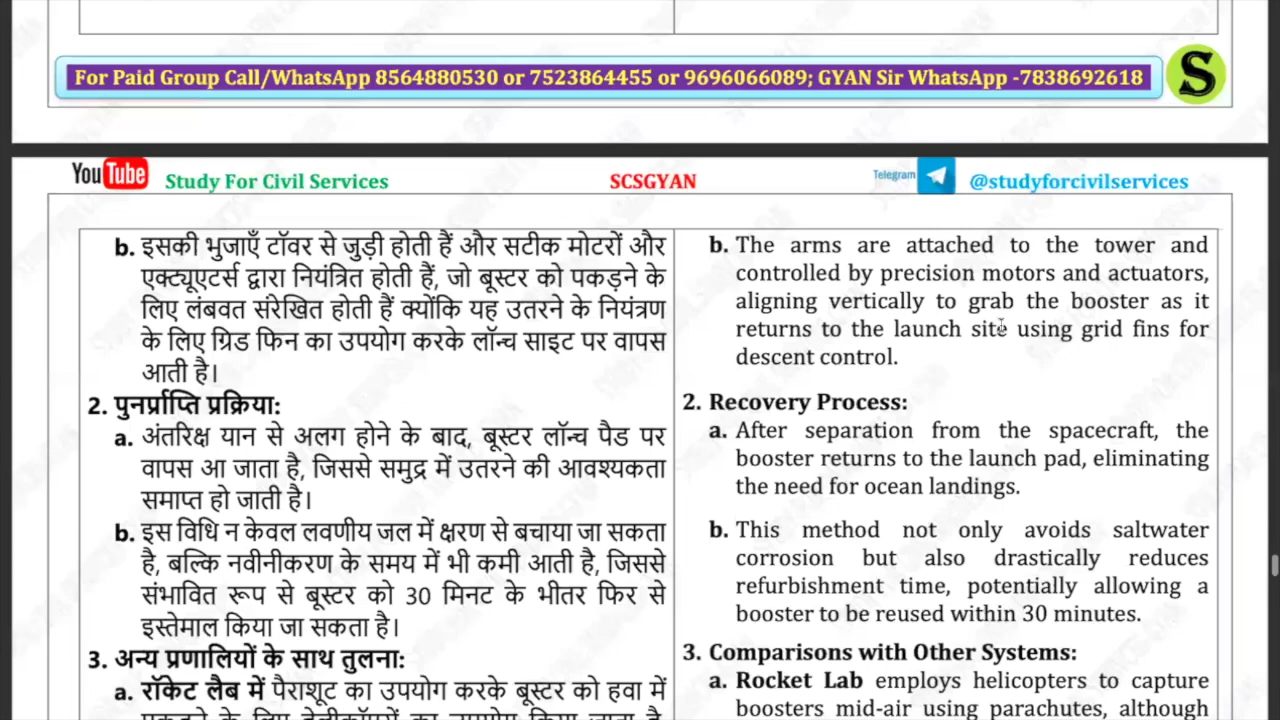 For Paid Group Call/WhatsApp 8564880530 or 7523864455 or 9696066089; GYAN Sir WhatsApp -7838692618
S
YouTube Study For Civil Services
SCSGYAN
Telegram @studyforcivilservices
b. इसकी भुजाएँ टॉवर से जुड़ी होती हैं और सटीक मोटरों और
एक्ट्यूएटर्स द्वारा नियंत्रित होती हैं, जो बूस्टर को पकड़ने के
लिए लंबवत संरेखित होती हैं क्योंकि यह उतरने के नियंत्रण
के लिए ग्रिड फिन का उपयोग करके लॉन्च साइट पर वापस
आती है।
2. पुनर्प्राप्ति प्रक्रिया:
a. अंतरिक्ष यान से अलग होने के बाद, बूस्टर लॉन्च पैड पर
वापस आ जाता है, जिससे समुद्र में उतरने की आवश्यकता
समाप्त हो जाती है।
b. इस विधि न केवल लवणीय जल में क्षरण से बचाया जा सकता
है, बल्कि नवीनीकरण के समय में भी कमी आती है, जिससे
संभावित रूप से बूस्टर को 30 मिनट के भीतर फिर से
इस्तेमाल किया जा सकता है।
3. अन्य प्रणालियों के साथ तुलना:
a. रॉकेट लैब में पैराशूट का उपयोग करके बूस्टर को हवा में
b. The arms are attached to the tower and
controlled by precision motors and actuators,
aligning vertically to grab the booster as it
returns to the launch site using grid fins for
descent control.
2. Recovery Process:
a. After separation from the spacecraft, the
booster returns to the launch pad, eliminating
the need for ocean landings.
b. This method not only avoids saltwater
corrosion but also drastically reduces
refurbishment time, potentially allowing a
booster to be reused within 30 minutes.
3. Comparisons with Other Systems:
a. Rocket Lab employs helicopters to capture
boosters mid-air using parachutes, although